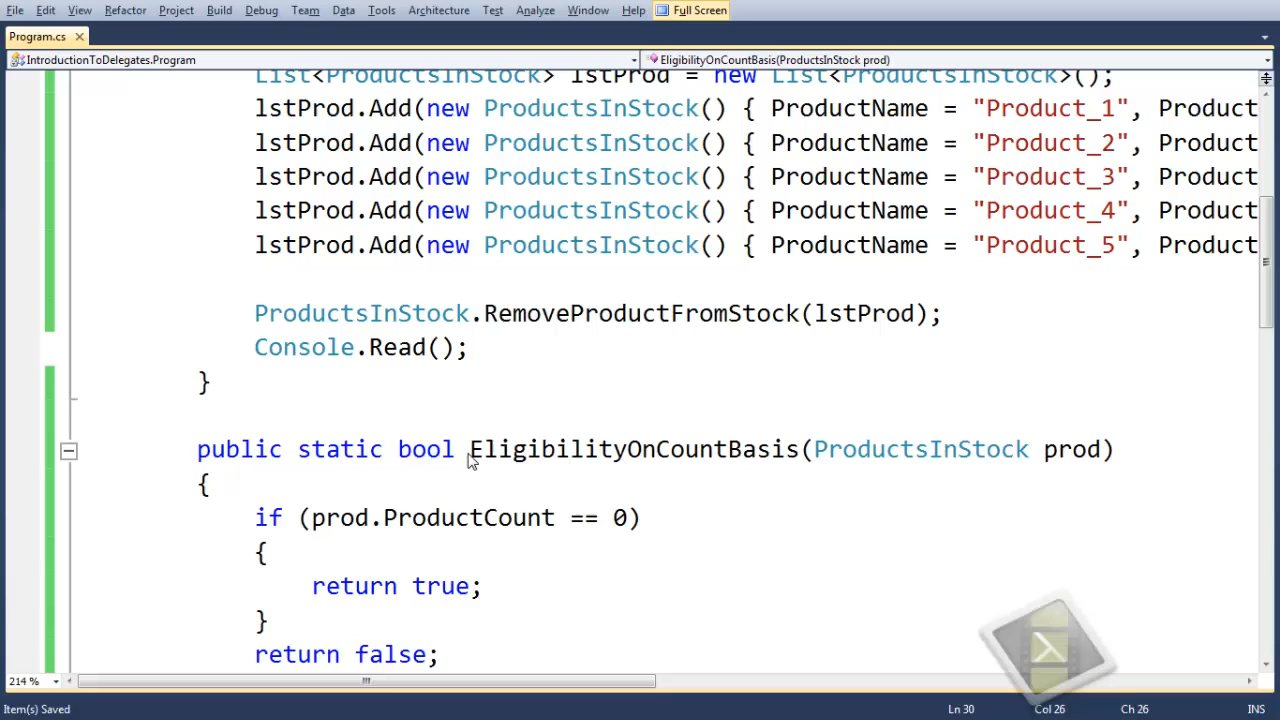 File Edit View Refactor Project Build Debug Team Data Tools Architecture Test Analyze Window Help Full Screen
Program.cs
IntroductionToDelegates.Program EligibilityOnCountBasis(ProductsInStock prod)
List<ProductsInStock> lstProd = new List<ProductsInStock>();
lstProd.Add(new ProductsInStock() { ProductName = "Product_1", Product
lstProd.Add(new ProductsInStock() { ProductName = "Product_2", Product
lstProd.Add(new ProductsInStock() { ProductName = "Product_3", Product
lstProd.Add(new ProductsInStock() { ProductName = "Product_4", Product
lstProd.Add(new ProductsInStock() { ProductName = "Product_5", Product
ProductsInStock.RemoveProductFromStock(lstProd);
Console.Read();
}
public static bool EligibilityOnCountBasis(ProductsInStock prod)
{
if (prod.ProductCount == 0)
{
return true;
}
return false;
214 %
Item(s) Saved Ln 30 Col 26 Ch 26 INS